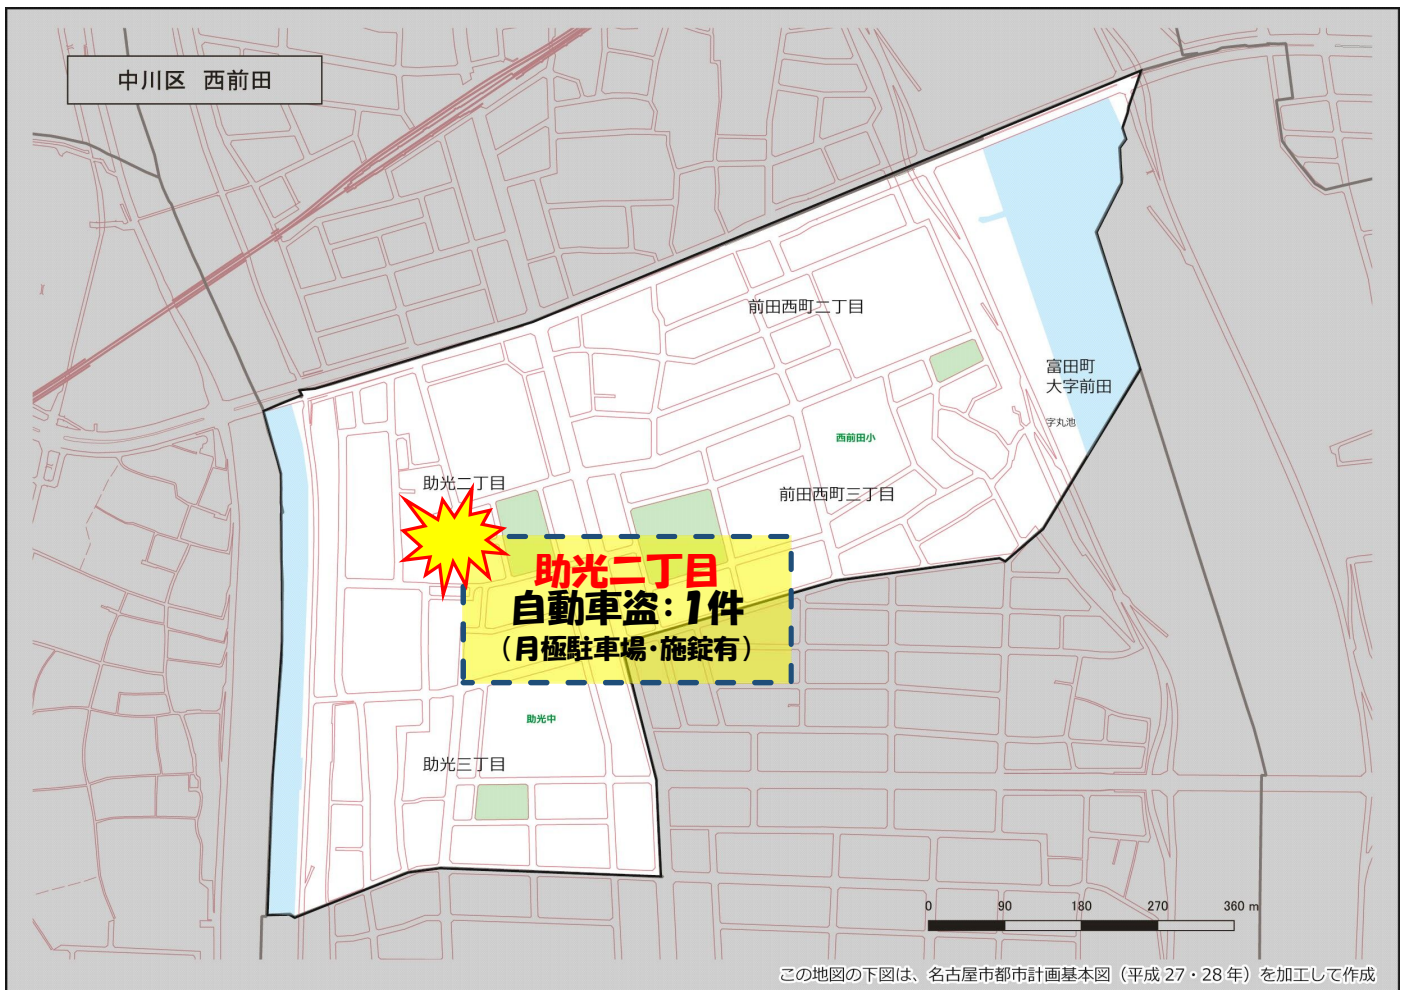 中川区 西前田
前田西町二丁目
富田町
大字前田
字丸池
西前田小
助光二丁目
前田西町三丁目
助光二丁目
自動車盗：1件
（月極駐車場・施錠有）
助光中
助光三丁目
0 90 180 270 360 m
この地図の下図は、名古屋市都市計画基本図（平成 27・28 年）を加工して作成